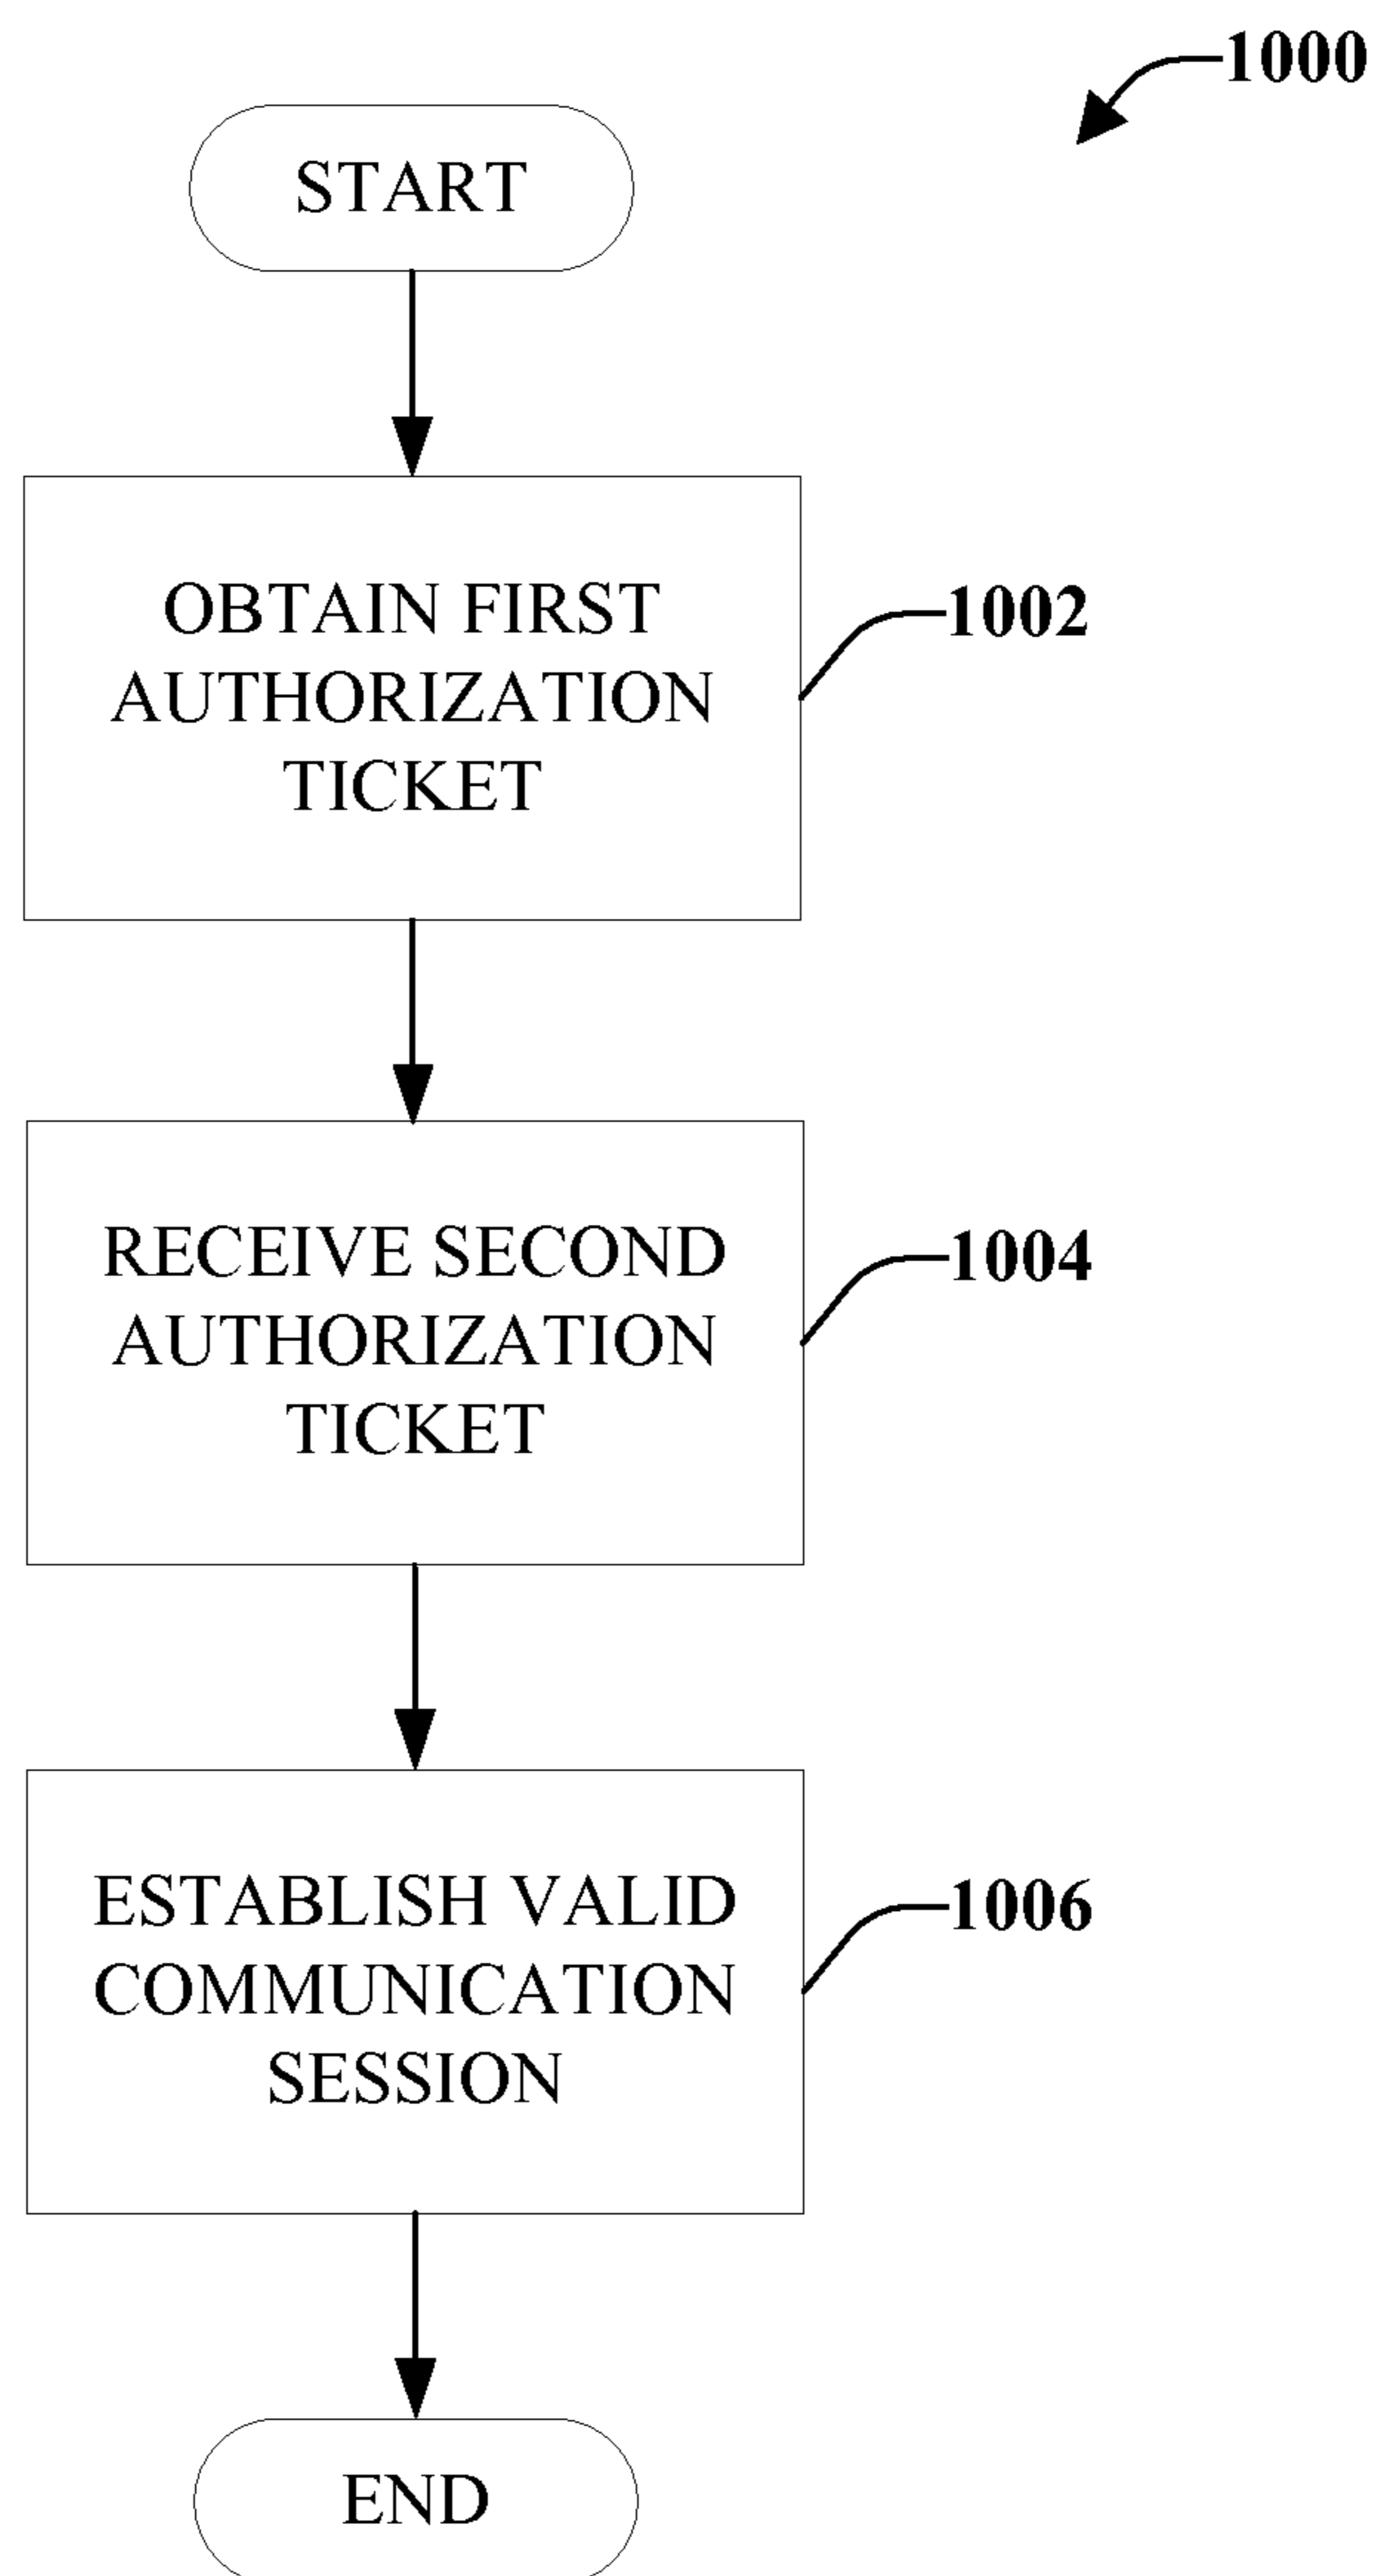 1000
START
OBTAIN FIRST
AUTHORIZATION
TICKET
1002
RECEIVE SECOND
AUTHORIZATION
TICKET
1004
ESTABLISH VALID
COMMUNICATION
SESSION
1006
END